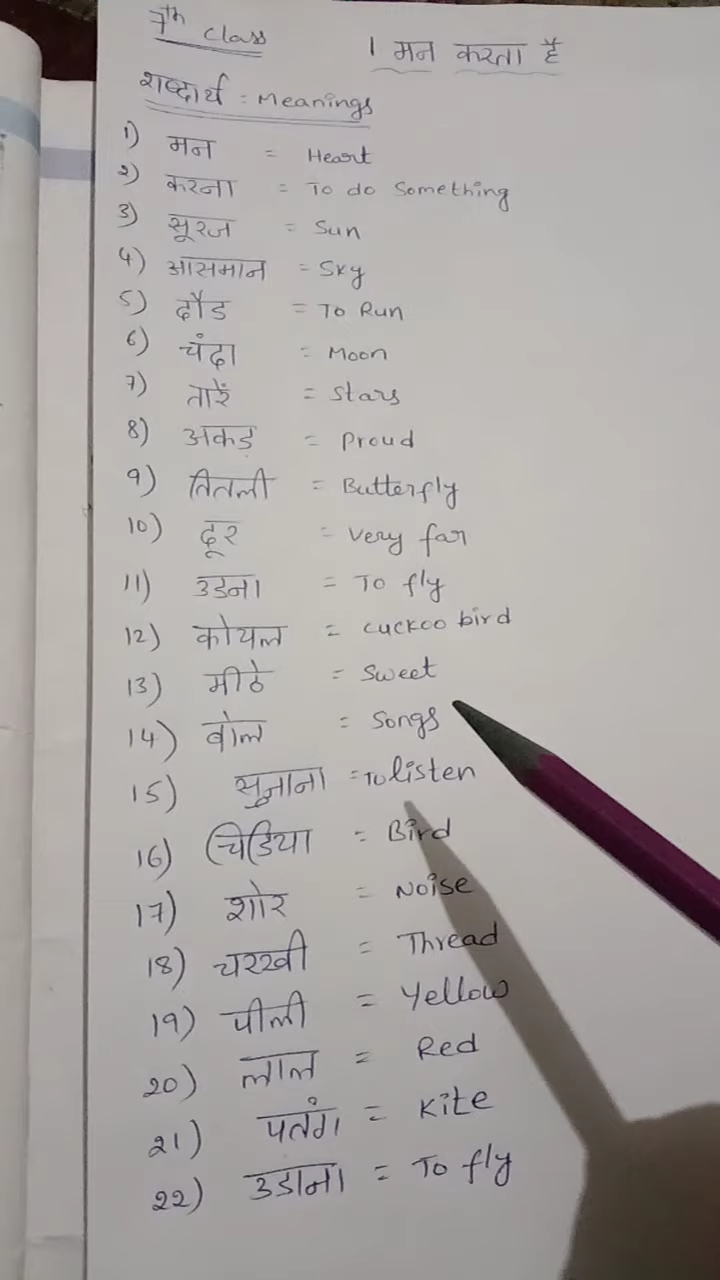 7th class
1 मन करता है
शब्दार्थ : Meanings
1) मन = Heart
2) करना = To do Something
3) सूरज = Sun
4) आसमान = Sky
5) दौड = To Run
6) चंदा = Moon
7) तारें = Stars
8) अकड़ = Proud
9) तितली = Butterfly
10) दूर = Very far
11) उडना = To fly
12) कोयल = cuckoo bird
13) मीठे = Sweet
14) बोल = Songs
15) सुनाना = To listen
16) चिडिया = Bird
17) शोर = Noise
18) चरखी = Thread
19) पीली = Yellow
20) लाल = Red
21) पतंग = Kite
22) उडाना = To fly